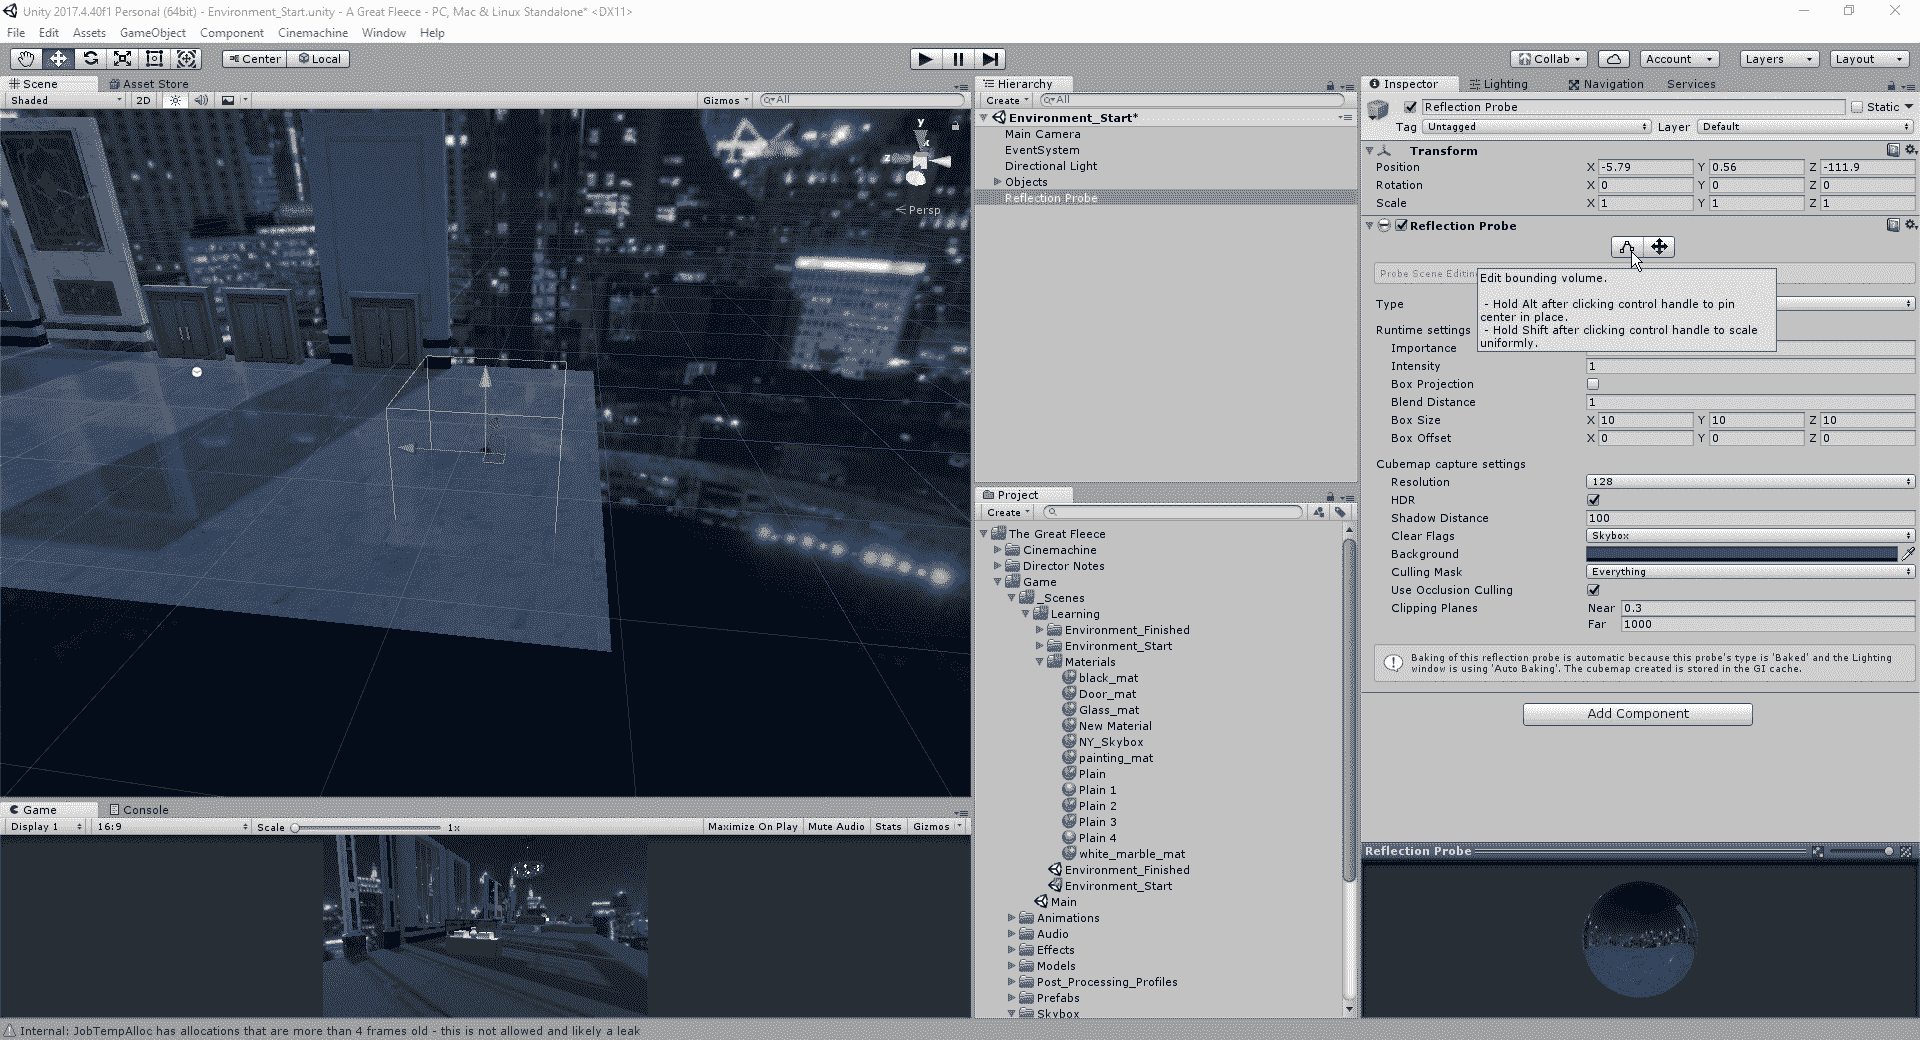 Unity 2017.4.40f1 Personal (64bit) - Environment_Start.unity - A Great Fleece - PC, Mac & Linux Standalone* <DX11>
File Edit Assets GameObject Component Cinemachine Window Help
Center Local Collab Account Layers Layout
Scene Asset Store
Shaded 2D Gizmos All
y
x
z
Persp
Game Console
Display 1 16:9 Scale 1x Maximize On Play Mute Audio Stats Gizmos
Internal: JobTempAlloc has allocations that are more than 4 frames old - this is not allowed and likely a leak
Hierarchy
Create All
Environment_Start*
Main Camera
EventSystem
Directional Light
Objects
Reflection Probe
Project
Create
The Great Fleece
Cinemachine
Director Notes
Game
_Scenes
Learning
Environment_Finished
Environment_Start
Materials
black_mat
Door_mat
Glass_mat
New Material
NY_Skybox
painting_mat
Plain
Plain 1
Plain 2
Plain 3
Plain 4
white_marble_mat
Environment_Finished
Environment_Start
Main
Animations
Audio
Effects
Models
Post_Processing_Profiles
Prefabs
Skybox
Inspector Lighting Navigation Services
Reflection Probe Static
Tag Untagged Layer Default
Transform
Position X -5.79 Y 0.56 Z -111.9
Rotation X 0 Y 0 Z 0
Scale X 1 Y 1 Z 1
Reflection Probe
Probe Scene Editin
Edit bounding volume.
- Hold Alt after clicking control handle to pin
center in place.
- Hold Shift after clicking control handle to scale
uniformly.
Type
Runtime settings
Importance
Intensity 1
Box Projection
Blend Distance 1
Box Size X 10 Y 10 Z 10
Box Offset X 0 Y 0 Z 0
Cubemap capture settings
Resolution 128
HDR
Shadow Distance 100
Clear Flags Skybox
Background
Culling Mask Everything
Use Occlusion Culling
Clipping Planes Near 0.3
Far 1000
Baking of this reflection probe is automatic because this probe's type is 'Baked' and the Lighting
window is using 'Auto Baking'. The cubemap created is stored in the GI cache.
Add Component
Reflection Probe